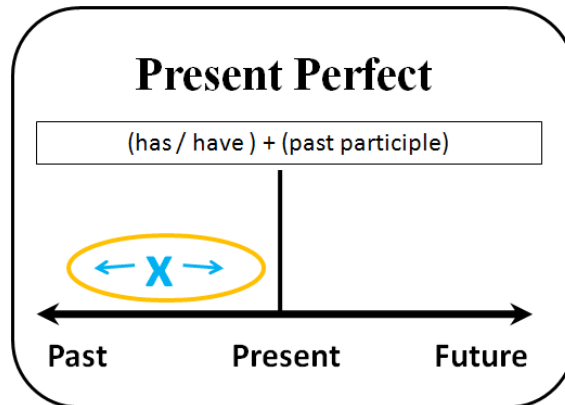 Present Perfect
(has / have ) + (past participle)
X
Past Present Future